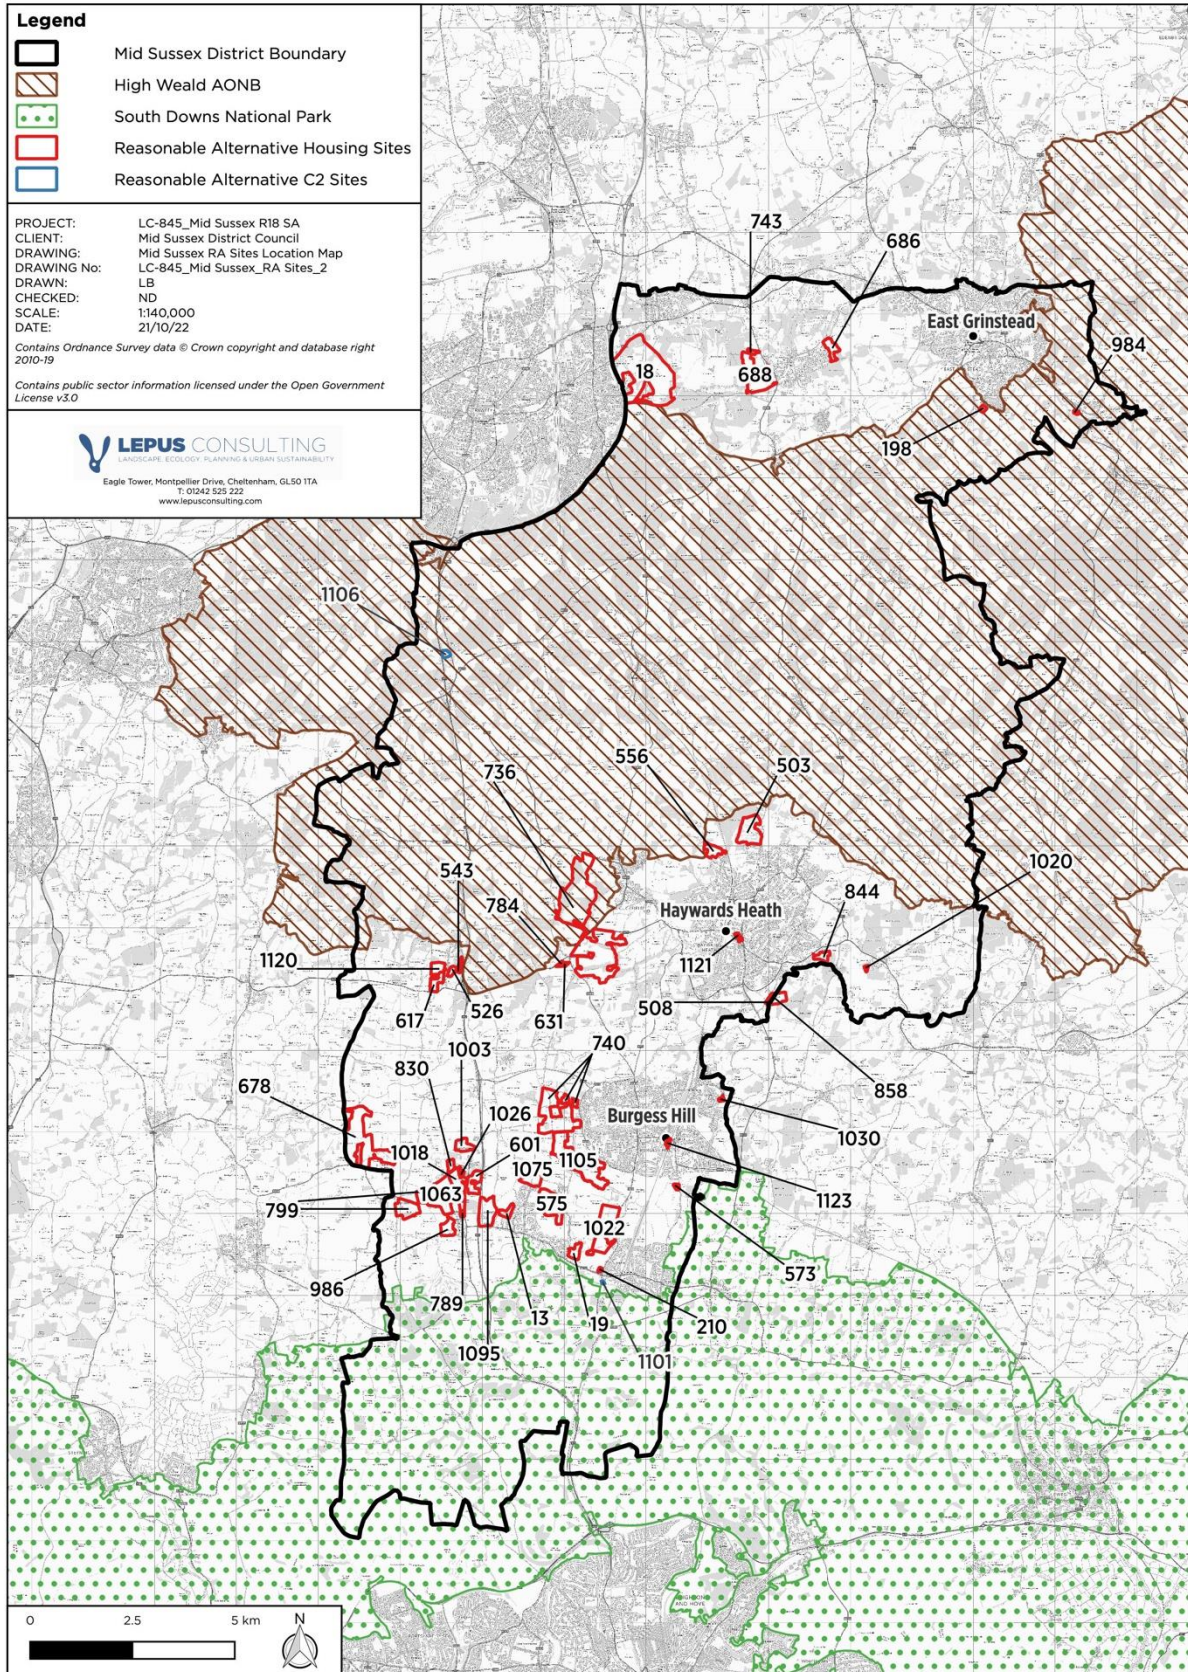 Legend
Mid Sussex District Boundary
High Weald AONB
South Downs National Park
Reasonable Alternative Housing Sites
Reasonable Alternative C2 Sites
PROJECT: LC-845_Mid Sussex R18 SA
CLIENT: Mid Sussex District Council
DRAWING: Mid Sussex RA Sites Location Map
DRAWING No: LC-845_Mid Sussex_RA Sites_2
DRAWN: LB
CHECKED: ND
SCALE: 1:140,000
DATE: 21/10/22
Contains Ordnance Survey data © Crown copyright and database right
2010-19
Contains public sector information licensed under the Open Government
License v3.0
LEPUS CONSULTING
LANDSCAPE, ECOLOGY, PLANNING & URBAN SUSTAINABILITY
Eagle Tower, Montpellier Drive, Cheltenham, GL50 1TA
T: 01242 525 222
www.lepusconsulting.com
743
686
East Grinstead
984
18
688
198
1106
556
503
736
543
1020
784
844
Haywards Heath
1120
1121
617
526
631
508
1003
740
830
858
678
1026
Burgess Hill
601
1030
1018
1075
1105
1063
575
799
1123
1022
986
573
789
13
19
210
1095
1101
0 2.5 5 km
N